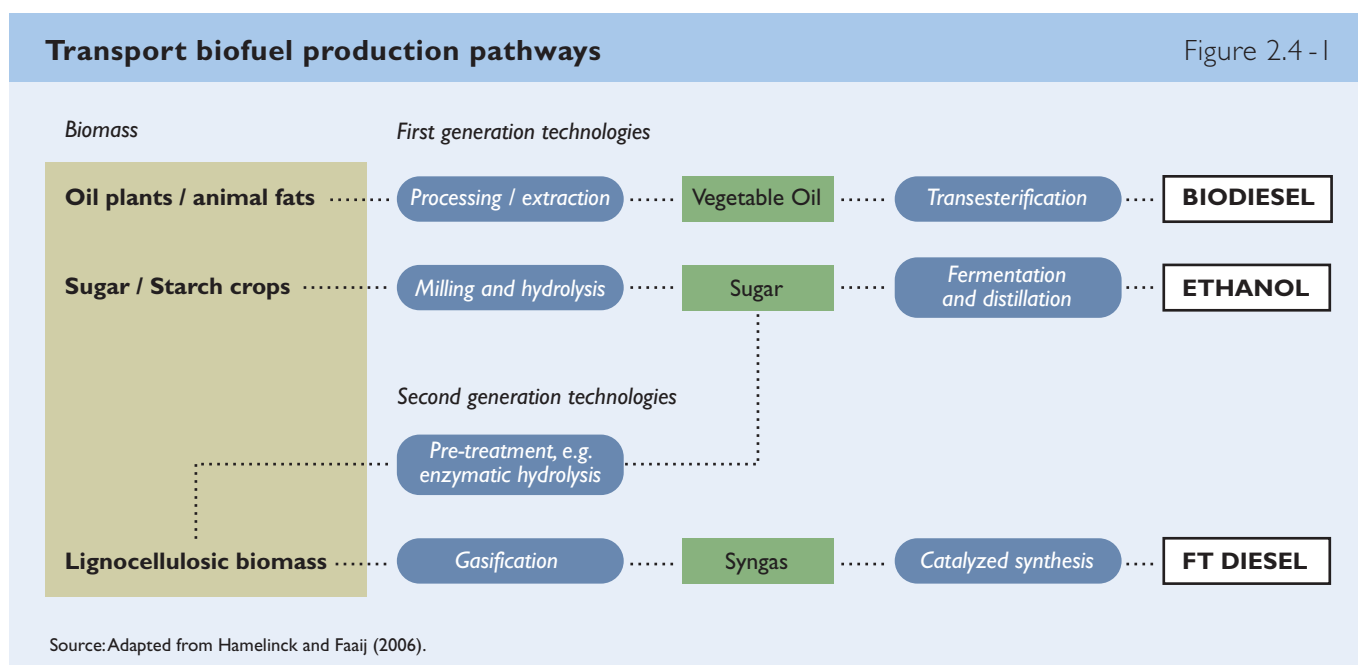 Transport biofuel production pathways
Figure 2.4-1
Biomass
First generation technologies
Oil plants / animal fats
Processing / extraction
Vegetable Oil
Transesterification
BIODIESEL
Sugar / Starch crops
Milling and hydrolysis
Sugar
Fermentation
and distillation
ETHANOL
Second generation technologies
Pre-treatment, e.g.
enzymatic hydrolysis
Lignocellulosic biomass
Gasification
Syngas
Catalyzed synthesis
FT DIESEL
Source: Adapted from Hamelinck and Faaij (2006).